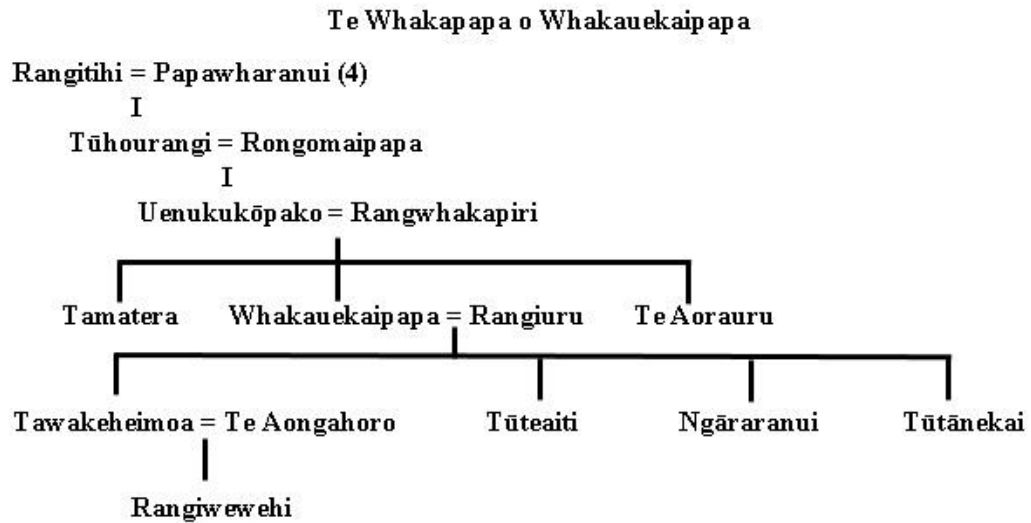 Te Whakapapa o Whakauekaipapa
Rangitihi = Papawharanui (4)
I
Tūhourangi = Rongomaipapa
I
Uenukukōpako = Rangwhakapiri
Tamatera Whakauekaipapa = Rangiuru Te Aorauru
Tawakeheimoa = Te Aongahoro Tūteaiti Ngāraranui Tūtānekai
Rangiwewehi